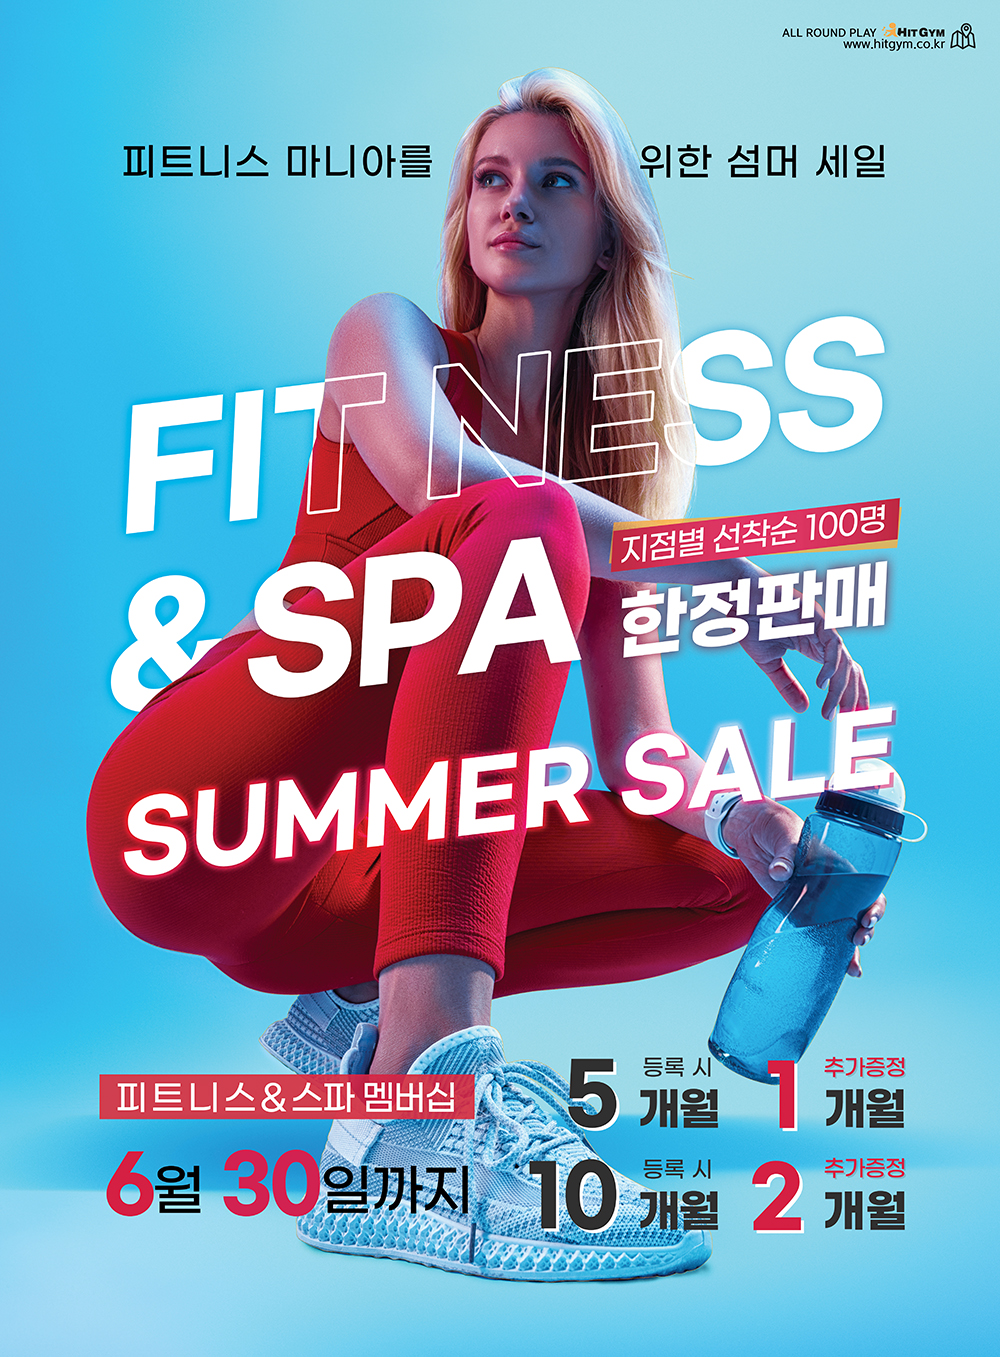 ALL ROUND PLAY HITGYM
www.hitgym.co.kr
피트니스 마니아를 위한 섬머 세일
FITNESS
& SPA
지점별 선착순 100명
한정판매
SUMMER SALE
피트니스&스파 멤버십
6월 30일까지
5 등록 시 개월 1 추가증정 개월
10 등록 시 개월 2 추가증정 개월